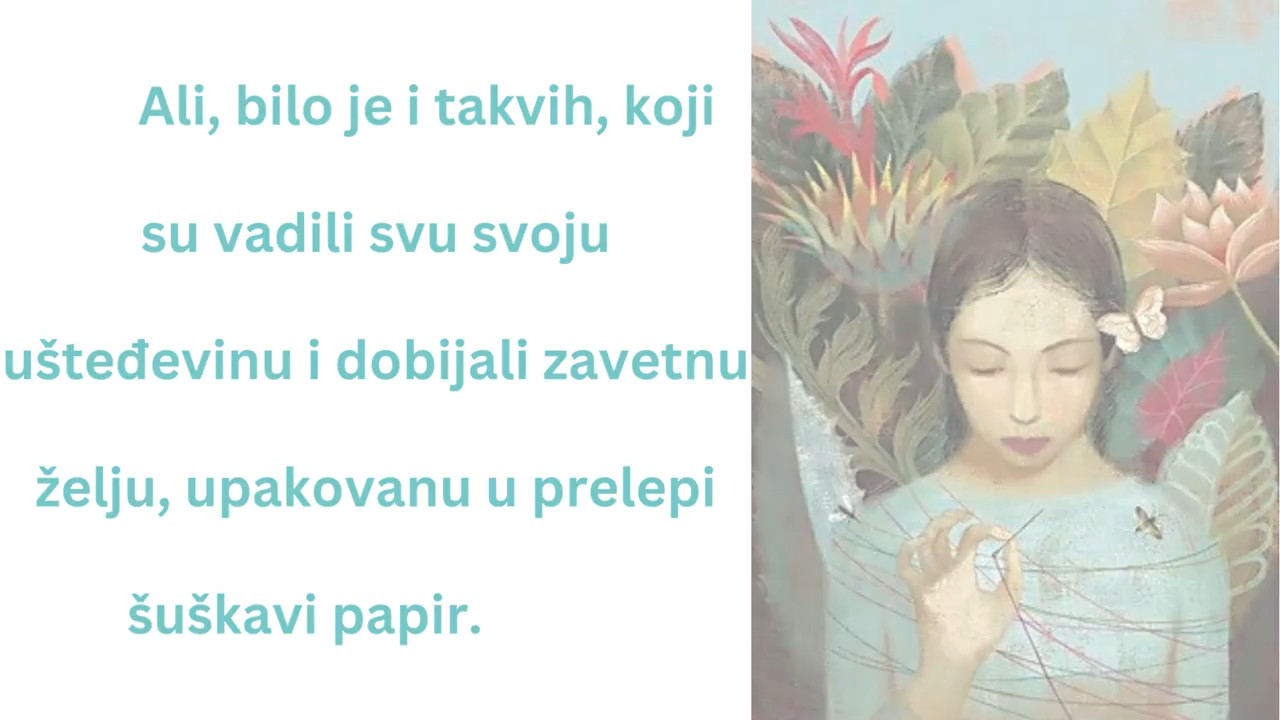 Ali, bilo je i takvih, koji
su vadili svu svoju
ušteđevinu i dobijali zavetnu
želju, upakovanu u prelepi
šuškavi papir.